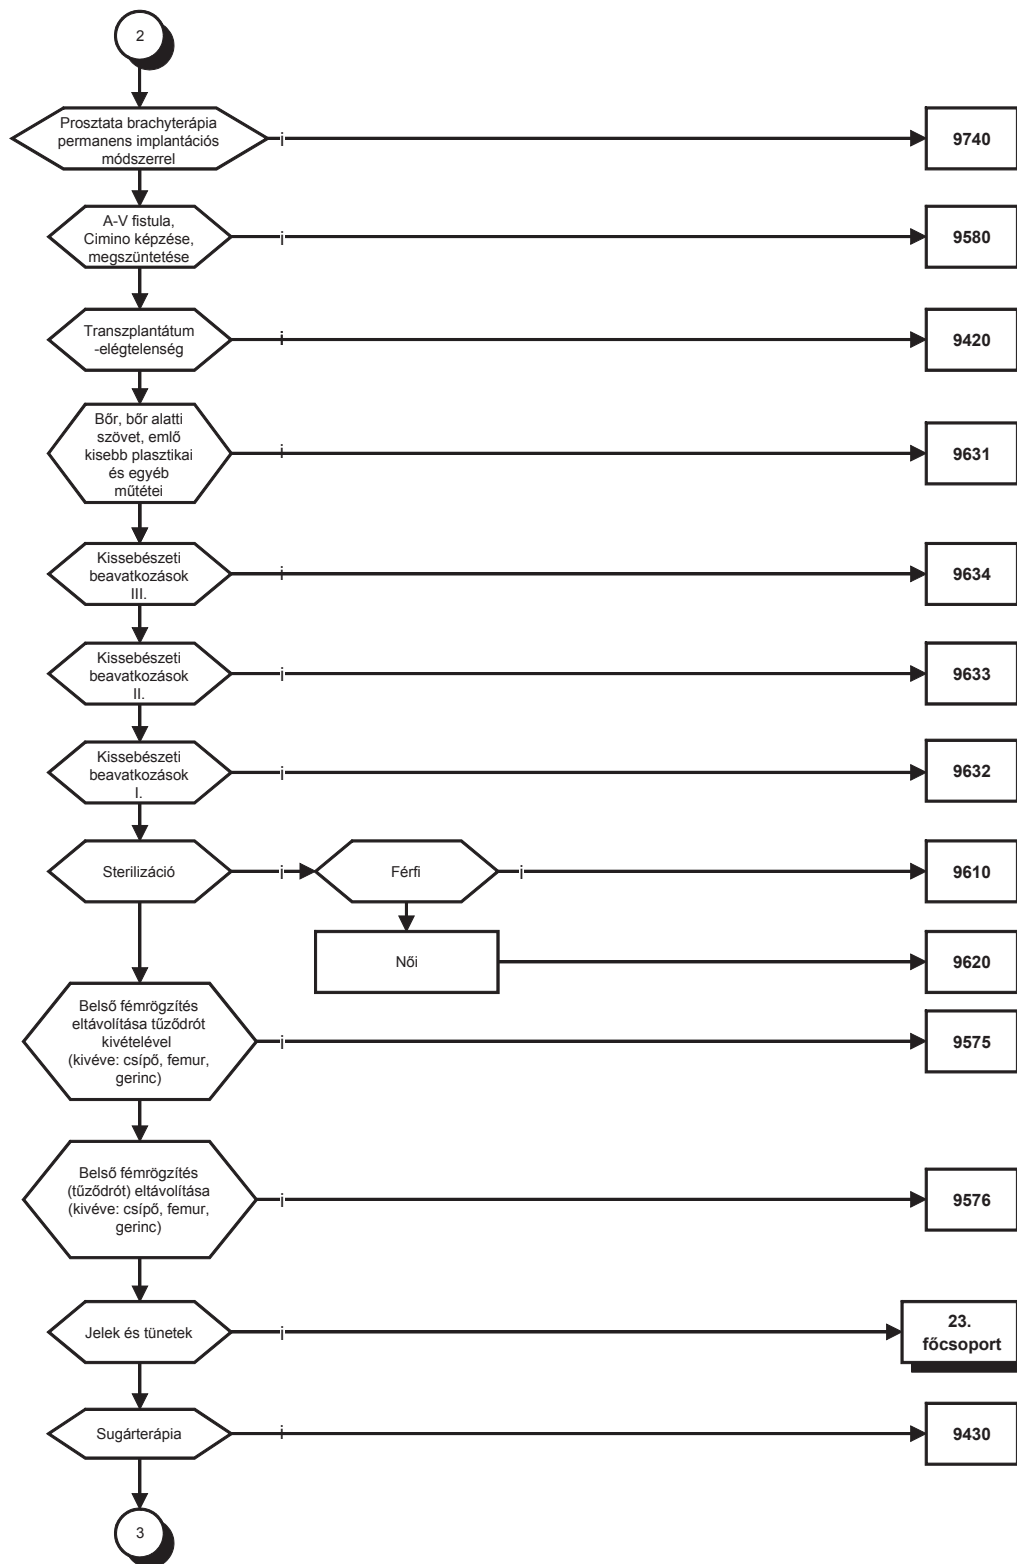 2
Prosztata brachyterápia
permanens implantációs
módszerrel
i
9740
A-V fistula,
Cimino képzése,
megszüntetése
i
9580
Transzplantátum
-elégtelenség
i
9420
Bőr, bőr alatti
szövet, emlő
kisebb plasztikai
és egyéb
műtétei
i
9631
Kissebészeti
beavatkozások
III.
i
9634
Kissebészeti
beavatkozások
II.
i
9633
Kissebészeti
beavatkozások
I.
i
9632
Sterilizáció
i
Férfi
i
9610
Női
9620
Belső fémrögzítés
eltávolítása tűződrót
kivételével
(kivéve: csípő, femur,
gerinc)
i
9575
Belső fémrögzítés
(tűződrót) eltávolítása
(kivéve: csípő, femur,
gerinc)
i
9576
Jelek és tünetek
i
23.
főcsoport
Sugárterápia
i
9430
3